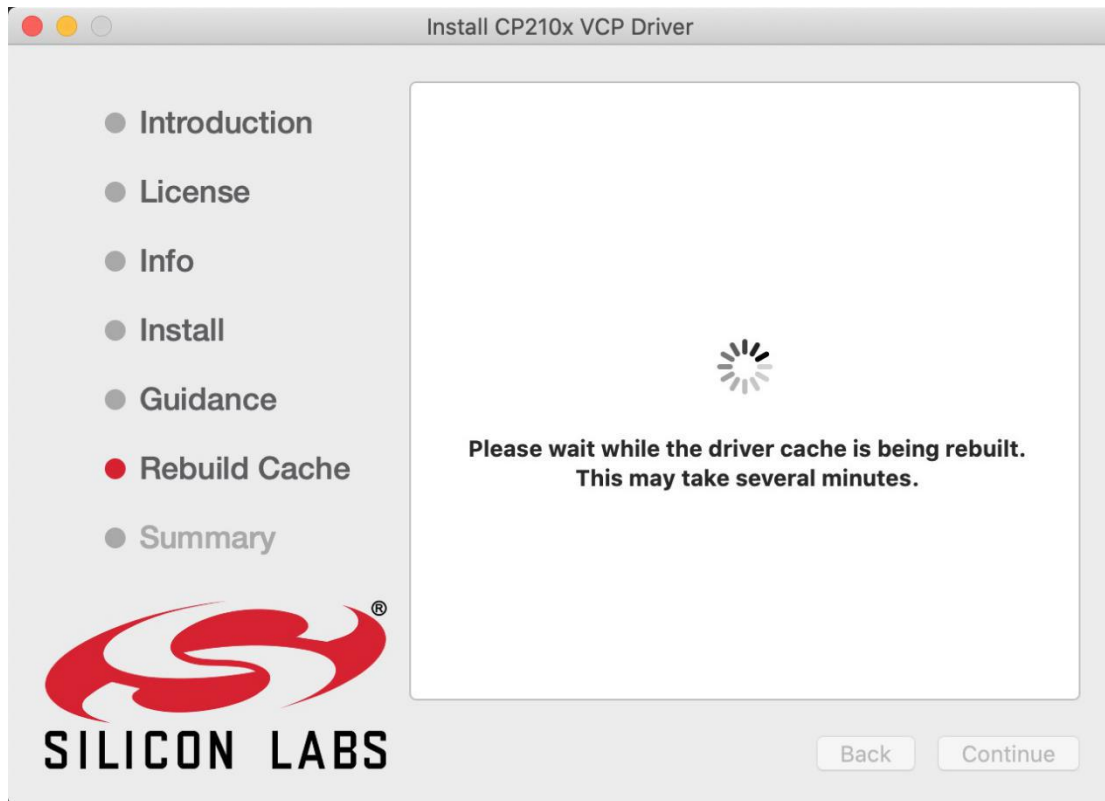 Install CP210x VCP Driver
Introduction
License
Info
Install
Guidance
Rebuild Cache
Summary
Please wait while the driver cache is being rebuilt.
This may take several minutes.
®
SILICON LABS
Back
Continue